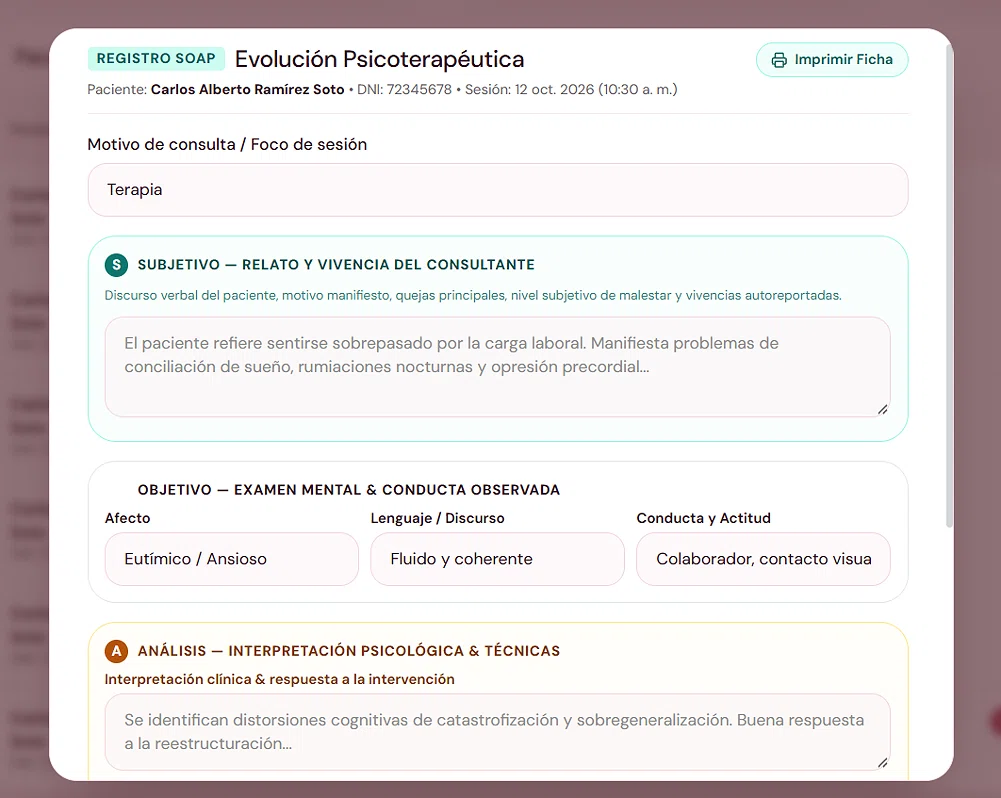 REGISTRO SOAP Evolución Psicoterapéutica
Imprimir Ficha
Paciente: Carlos Alberto Ramírez Soto • DNI: 72345678 • Sesión: 12 oct. 2026 (10:30 a. m.)
Motivo de consulta / Foco de sesión
Terapia
S SUBJETIVO — RELATO Y VIVENCIA DEL CONSULTANTE
Discurso verbal del paciente, motivo manifiesto, quejas principales, nivel subjetivo de malestar y vivencias autoreportadas.
El paciente refiere sentirse sobrepasado por la carga laboral. Manifiesta problemas de
conciliación de sueño, rumiaciones nocturnas y opresión precordial...
OBJETIVO — EXAMEN MENTAL & CONDUCTA OBSERVADA
Afecto Lenguaje / Discurso Conducta y Actitud
Eutímico / Ansioso Fluido y coherente Colaborador, contacto visua
A ANÁLISIS — INTERPRETACIÓN PSICOLÓGICA & TÉCNICAS
Interpretación clínica & respuesta a la intervención
Se identifican distorsiones cognitivas de catastrofización y sobregeneralización. Buena respuesta
a la reestructuración...